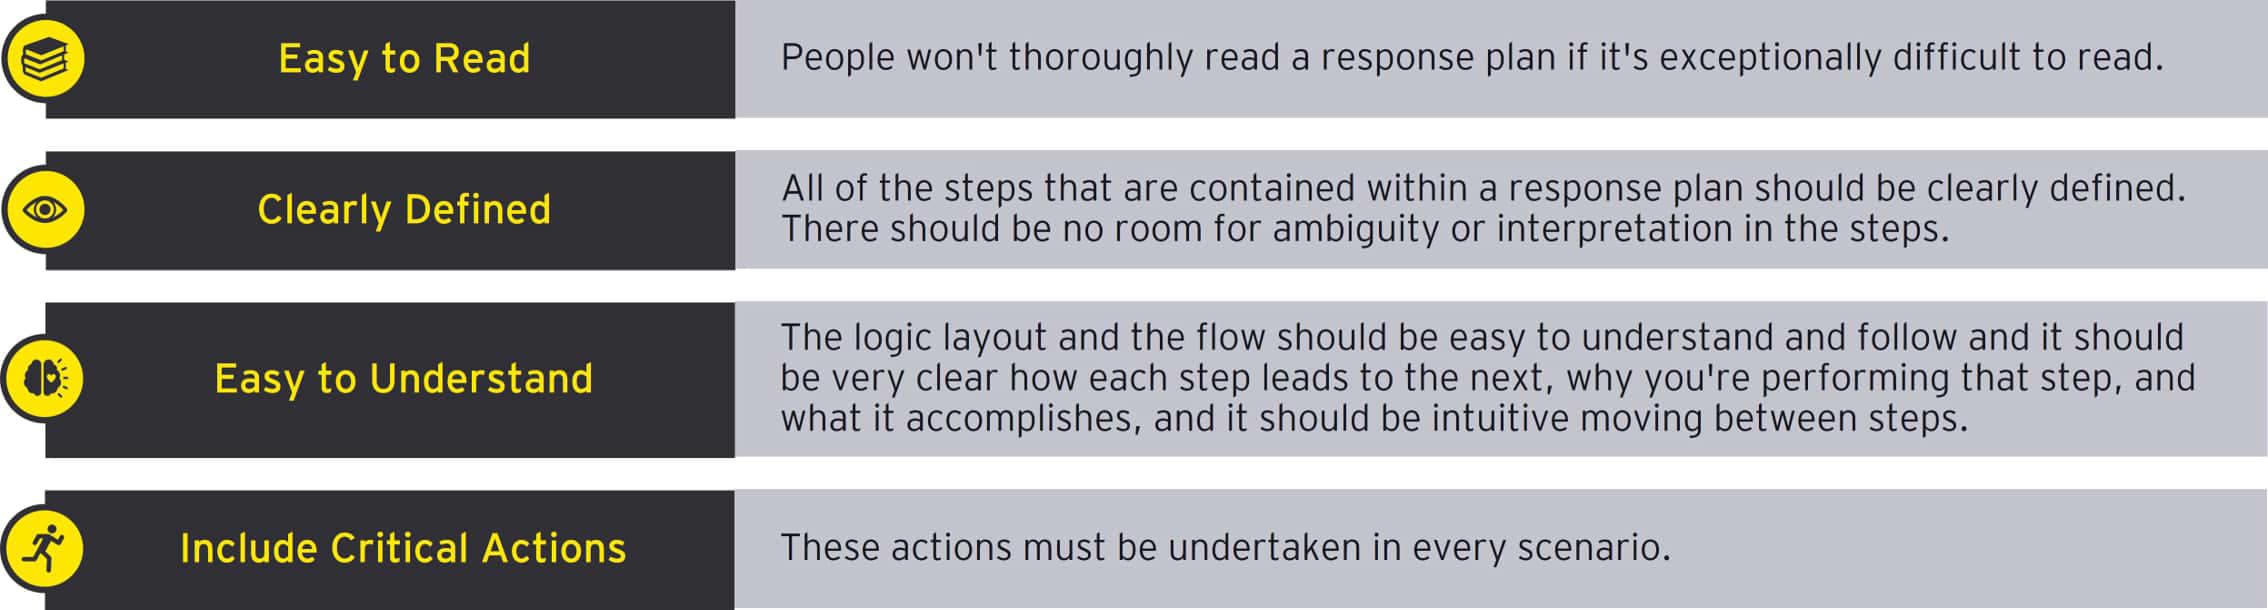 Easy to Read
People won't thoroughly read a response plan if it's exceptionally difficult to read.
Clearly Defined
All of the steps that are contained within a response plan should be clearly defined.
There should be no room for ambiguity or interpretation in the steps.
Easy to Understand
The logic layout and the flow should be easy to understand and follow and it should
be very clear how each step leads to the next, why you're performing that step, and
what it accomplishes, and it should be intuitive moving between steps.
Include Critical Actions
These actions must be undertaken in every scenario.